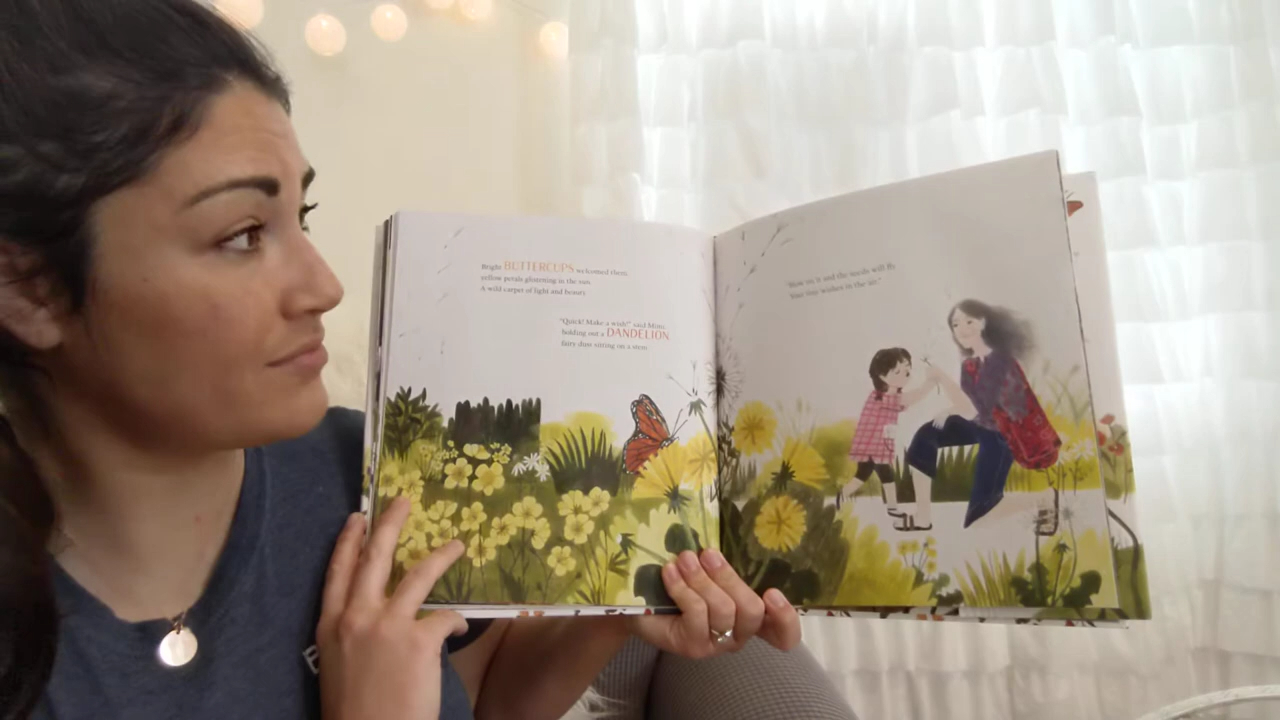 Bright BUTTERCUPS welcomed them,
yellow petals glistening in the sun.
A wild carpet of light and beauty.
"Quick! Make a wish!" said Mimi,
holding out a DANDELION
fairy dust sitting on a stem.
"Blow on it and the seeds will fly.
Your tiny wishes in the air."